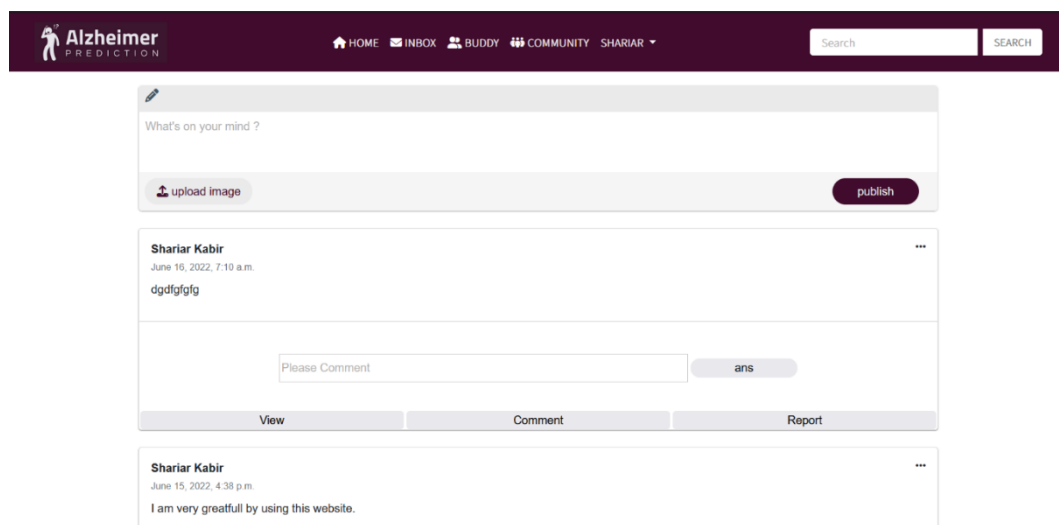 Alzheimer
PREDICTION
HOME INBOX BUDDY COMMUNITY SHARIAR
Search SEARCH
What's on your mind ?
upload image publish
Shariar Kabir
June 16, 2022, 7:10 a.m.
dgdfgfgfg
Please Comment ans
View Comment Report
Shariar Kabir
June 15, 2022, 4:38 p.m.
I am very greatfull by using this website.